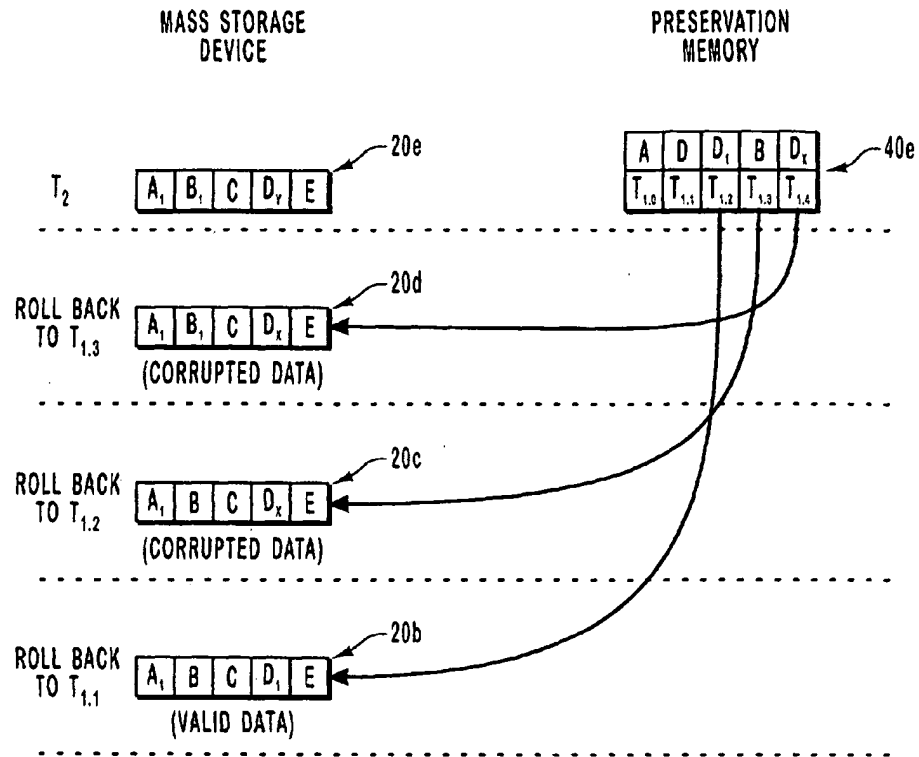 MASS STORAGE DEVICE
PRESERVATION MEMORY
20e
A D D₁ B Dₓ
40e
T₂
A₁ B₁ C Dᵧ E
T₁.₀ T₁.₁ T₁.₂ T₁.₃ T₁.₄
20d
ROLL BACK TO T₁.₃
A₁ B₁ C Dₓ E
(CORRUPTED DATA)
20c
ROLL BACK TO T₁.₂
A₁ B C Dₓ E
(CORRUPTED DATA)
20b
ROLL BACK TO T₁.₁
A₁ B C D₁ E
(VALID DATA)